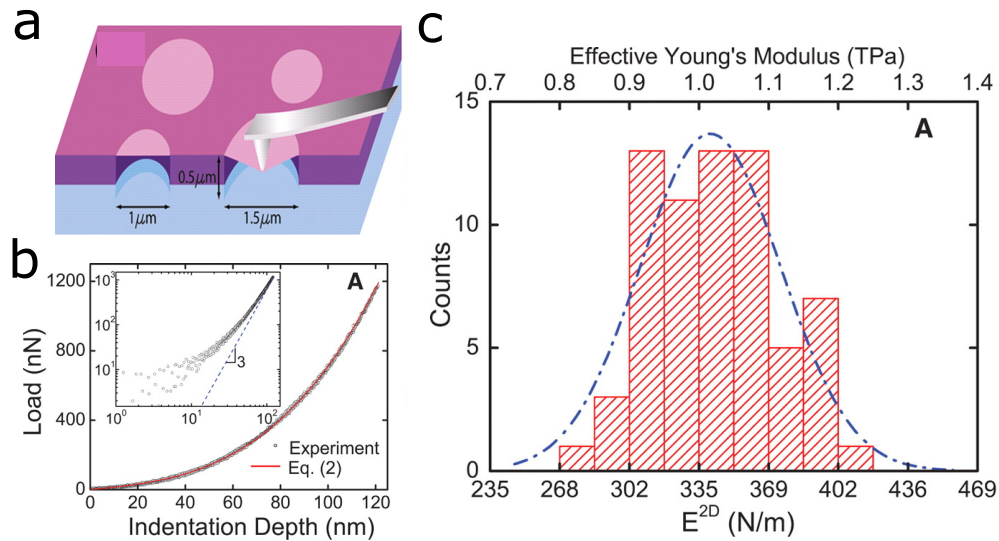 a
0.5μm
1μm
1.5μm
b
A
Load (nN)
1200
800
400
0
10³
10²
10¹
10⁰
10¹
10²
3
Experiment
Eq. (2)
0
20
40
60
80
100
120
Indentation Depth (nm)
c
Effective Young's Modulus (TPa)
0.7
0.8
0.9
1.0
1.1
1.2
1.3
1.4
A
Counts
15
10
5
0
235
268
302
335
369
402
436
469
E²ᴰ (N/m)